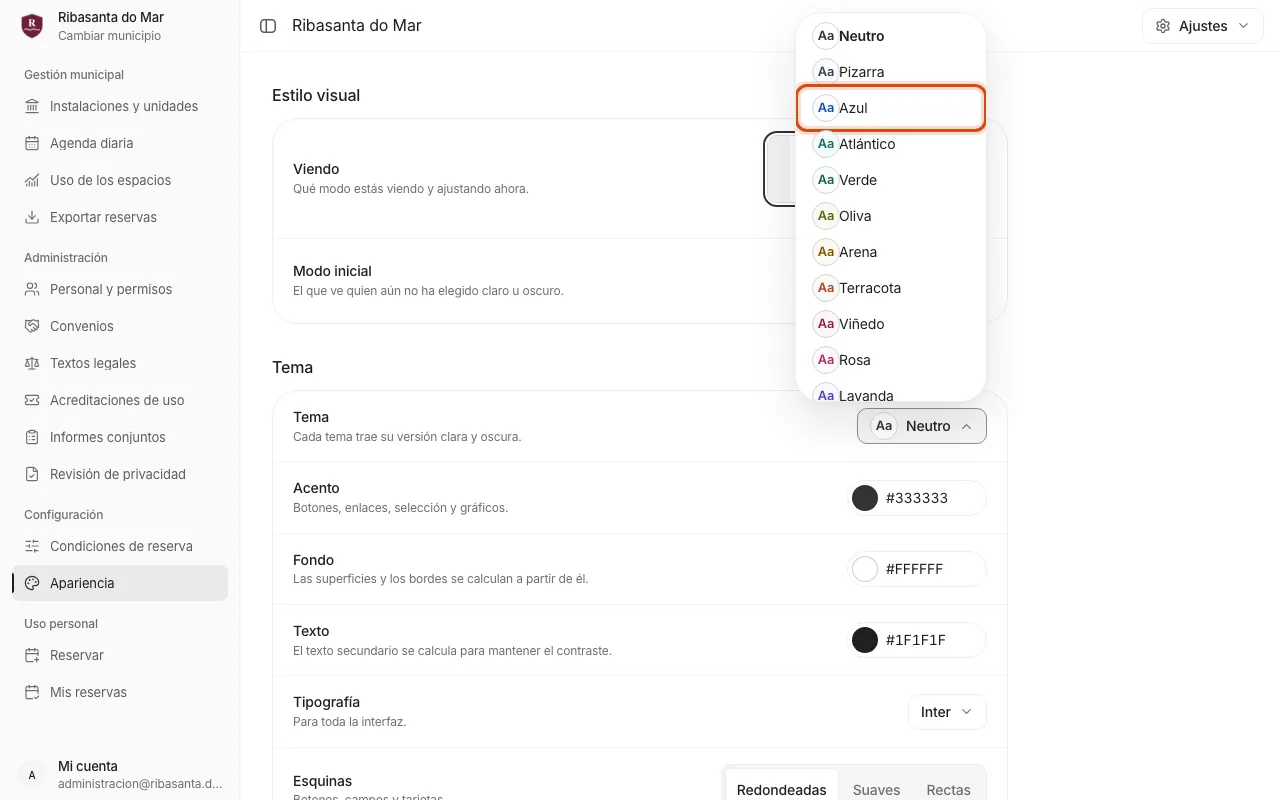 R
Ribasanta do Mar
Cambiar municipio
Gestión municipal
Instalaciones y unidades
Agenda diaria
Uso de los espacios
Exportar reservas
Administración
Personal y permisos
Convenios
Textos legales
Acreditaciones de uso
Informes conjuntos
Revisión de privacidad
Configuración
Condiciones de reserva
Apariencia
Uso personal
Reservar
Mis reservas
A
Mi cuenta
administracion@ribasanta.d...
Ribasanta do Mar
Ajustes
Estilo visual
Viendo
Qué modo estás viendo y ajustando ahora.
Modo inicial
El que ve quien aún no ha elegido claro u oscuro.
Aa Neutro
Aa Pizarra
Aa Azul
Aa Atlántico
Aa Verde
Aa Oliva
Aa Arena
Aa Terracota
Aa Viñedo
Aa Rosa
Aa Lavanda
Tema
Tema
Cada tema trae su versión clara y oscura.
Aa Neutro
Acento
Botones, enlaces, selección y gráficos.
#333333
Fondo
Las superficies y los bordes se calculan a partir de él.
#FFFFFF
Texto
El texto secundario se calcula para mantener el contraste.
#1F1F1F
Tipografía
Para toda la interfaz.
Inter
Esquinas
Botones, campos y tarjetas.
Redondeadas Suaves Rectas